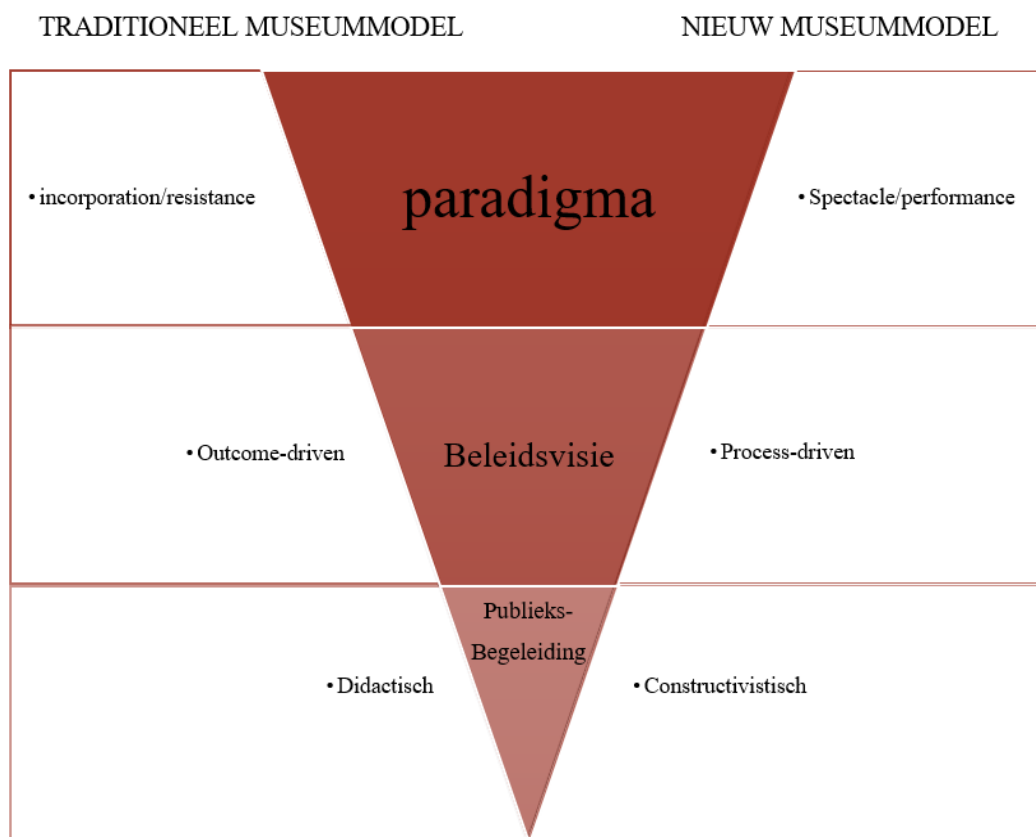 TRADITIONEEL MUSEUMMODEL
NIEUW MUSEUMMODEL
• incorporation/resistance
paradigma
• Spectacle/performance
• Outcome-driven
Beleidsvisie
• Process-driven
Publieks-
Begeleiding
• Didactisch
• Constructivistisch